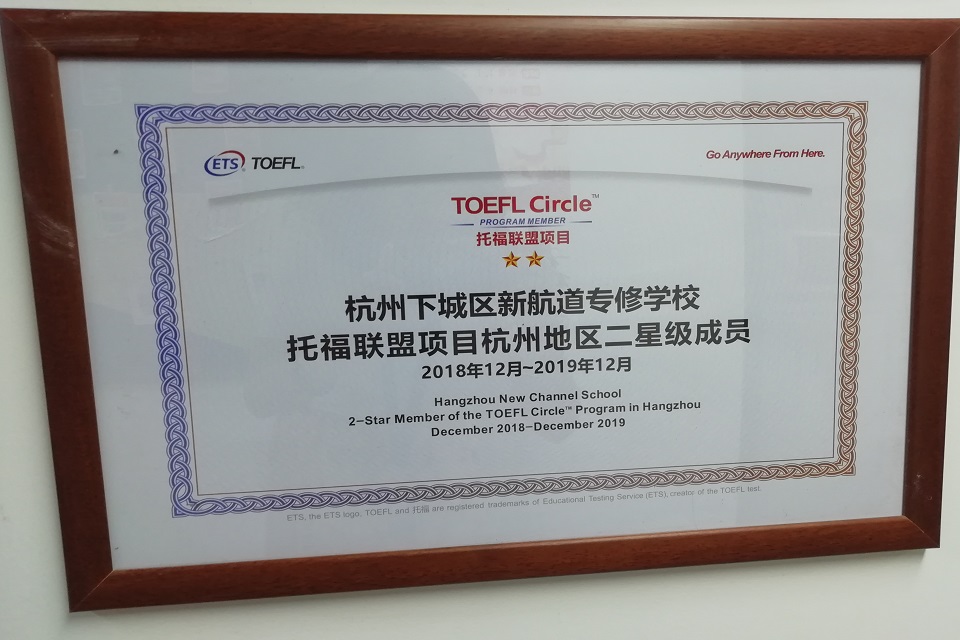 ETS TOEFL
Go Anywhere From Here.
TOEFL Circle™
PROGRAM MEMBER
托福联盟项目
杭州下城区新航道专修学校
托福联盟项目杭州地区二星级成员
2018年12月~2019年12月
Hangzhou New Channel School
2–Star Member of the TOEFL Circle™ Program in Hangzhou
December 2018–December 2019
ETS, the ETS logo, TOEFL and 托福 are registered trademarks of Educational Testing Service (ETS), creator of the TOEFL test.